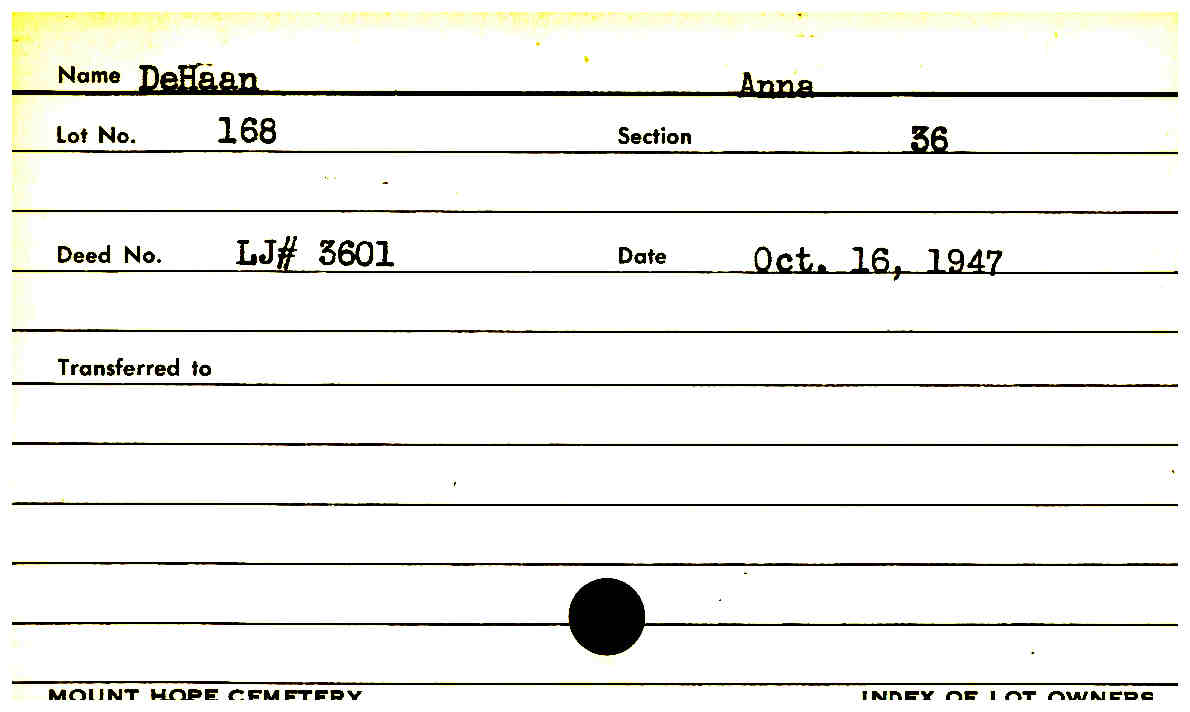 Name DeHaan Anna
Lot No. 168 Section 36
Deed No. LJ# 3601 Date Oct. 16, 1947
Transferred to
MOUNT HOPE CEMETERY INDEX OF LOT OWNERS